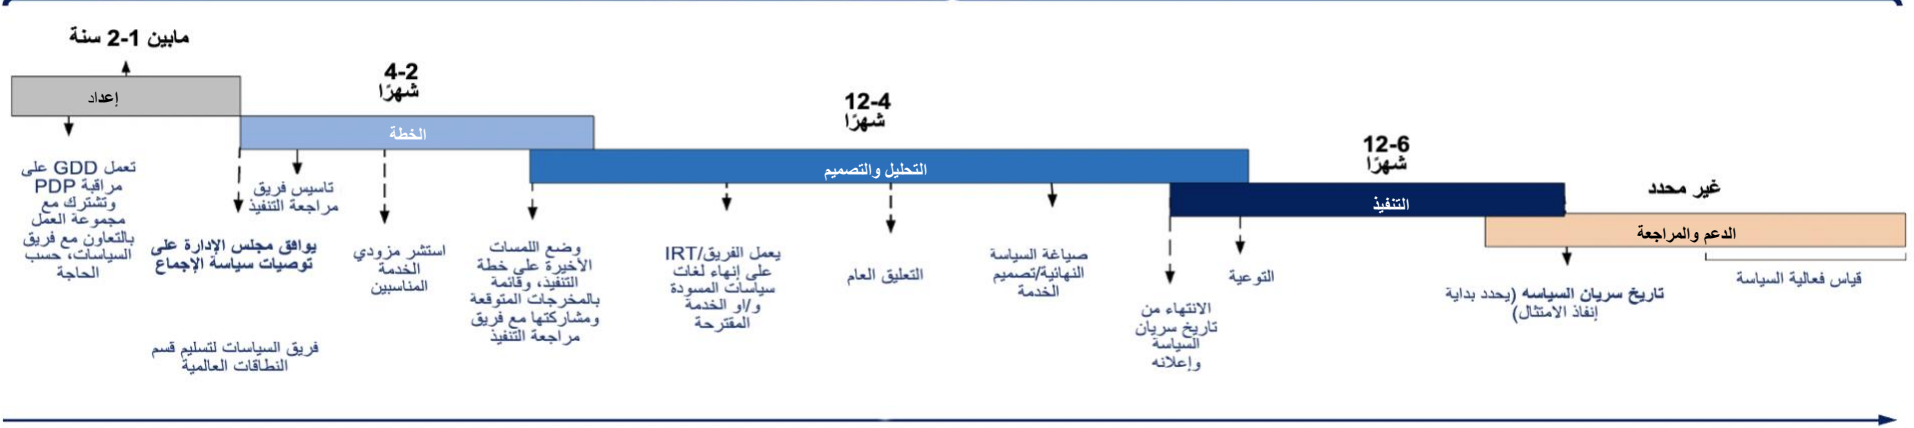 مابين 1-2 سنة
إعداد
تعمل GDD على
مراقبة PDP
وتشترك مع
مجموعة العمل
بالتعاون مع فريق
السياسات، حسب
الحاجة
4-2
شهرًا
الخطة
يوافق مجلس الإدارة على
توصيات سياسة الإجماع
فريق السياسات لتسليم قسم
النطاقات العالمية
تاسيس فريق
مراجعة التنفيذ
استشر مزودي
الخدمة
المناسبين
12-4
شهرًا
التحليل والتصميم
وضع اللمسات
الأخيرة على خطة
التنفيذ، وقائمة
بالمخرجات المتوقعة
ومشاركتها مع فريق
مراجعة التنفيذ
يعمل الفريق/IRT
على إنهاء لغات
سياسات المسودة
و/او الخدمة
المقترحة
التعليق العام
صياغة السياسة
النهائية/تصميم
الخدمة
12-6
شهرًا
التنفيذ
الانتهاء من
تاريخ سريان
السياسة
وإعلانه
التوعية
غير محدد
الدعم والمراجعة
تاريخ سريان السياسه (يحدد بداية
إنفاذ الامتثال)
قياس فعالية السياسة